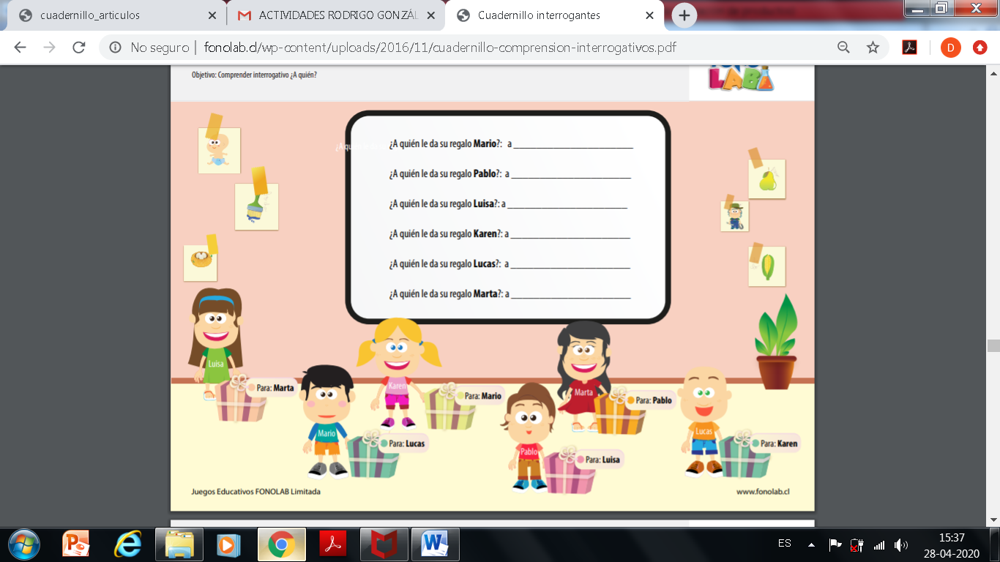 cuadernillo_articulos
ACTIVIDADES RODRIGO GONZÁL
Cuadernillo interrogantes
No seguro | fonolab.cl/wp-content/uploads/2016/11/cuadernillo-comprension-interrogativos.pdf
D
Objetivo: Comprender interrogativo ¿A quién?
LAB
¿A quién le da su regalo Mario?: a ________________________
¿A quién le da su regalo Pablo?: a ________________________
¿A quién le da su regalo Luisa?: a ________________________
¿A quién le da su regalo Karen?: a ________________________
¿A quién le da su regalo Lucas?: a ________________________
¿A quién le da su regalo Marta?: a ________________________
Luisa
Para: Marta
Karen
Para: Mario
Marta
Para: Pablo
Mario
Para: Lucas
Pablo
Para: Luisa
Lucas
Para: Karen
Juegos Educativos FONOLAB Limitada
www.fonolab.cl
ES
15:37
28-04-2020